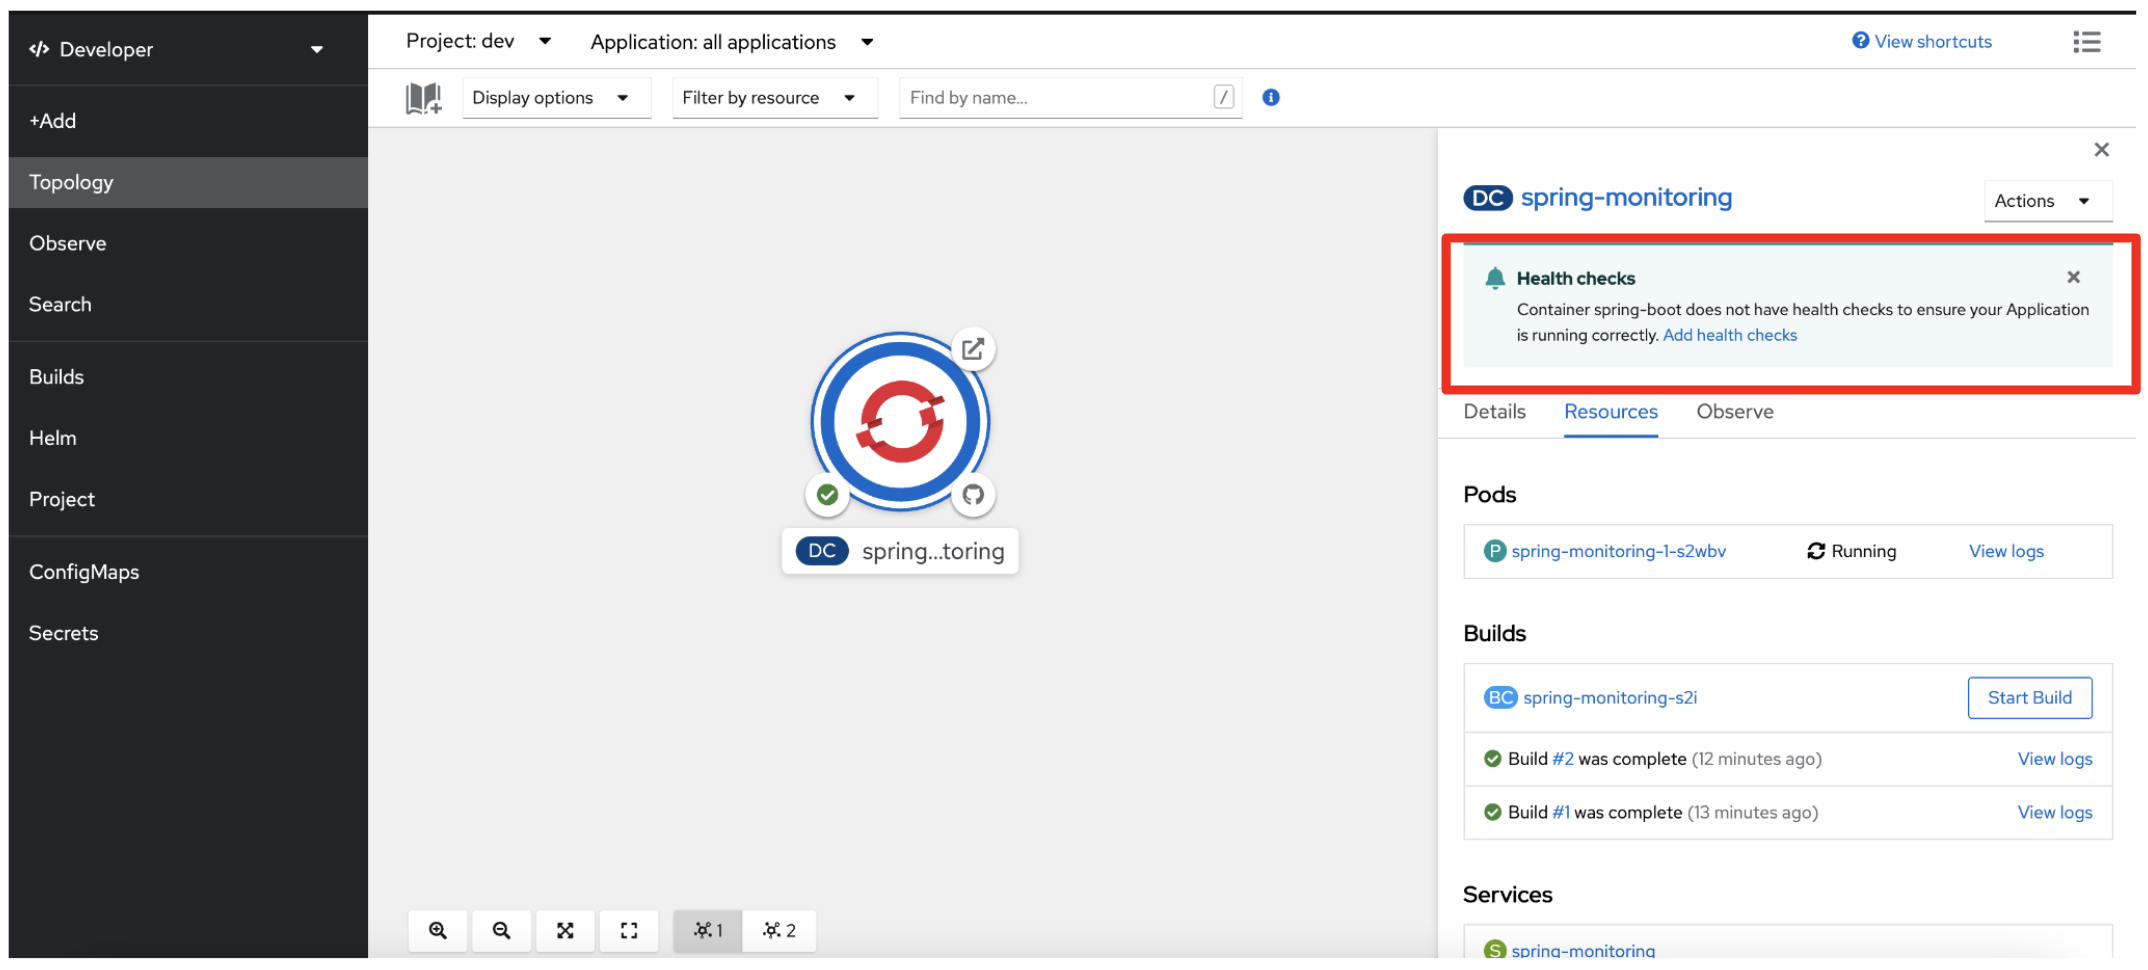 Developer
+Add
Topology
Observe
Search
Builds
Helm
Project
ConfigMaps
Secrets
Project: dev
Application: all applications
View shortcuts
Display options
Filter by resource
Find by name...
/
DC spring...toring
1
2
DC spring-monitoring
Actions
Health checks
Container spring-boot does not have health checks to ensure your Application
is running correctly. Add health checks
Details Resources Observe
Pods
P spring-monitoring-1-s2wbv Running View logs
Builds
BC spring-monitoring-s2i Start Build
Build #2 was complete (12 minutes ago) View logs
Build #1 was complete (13 minutes ago) View logs
Services
S spring-monitoring